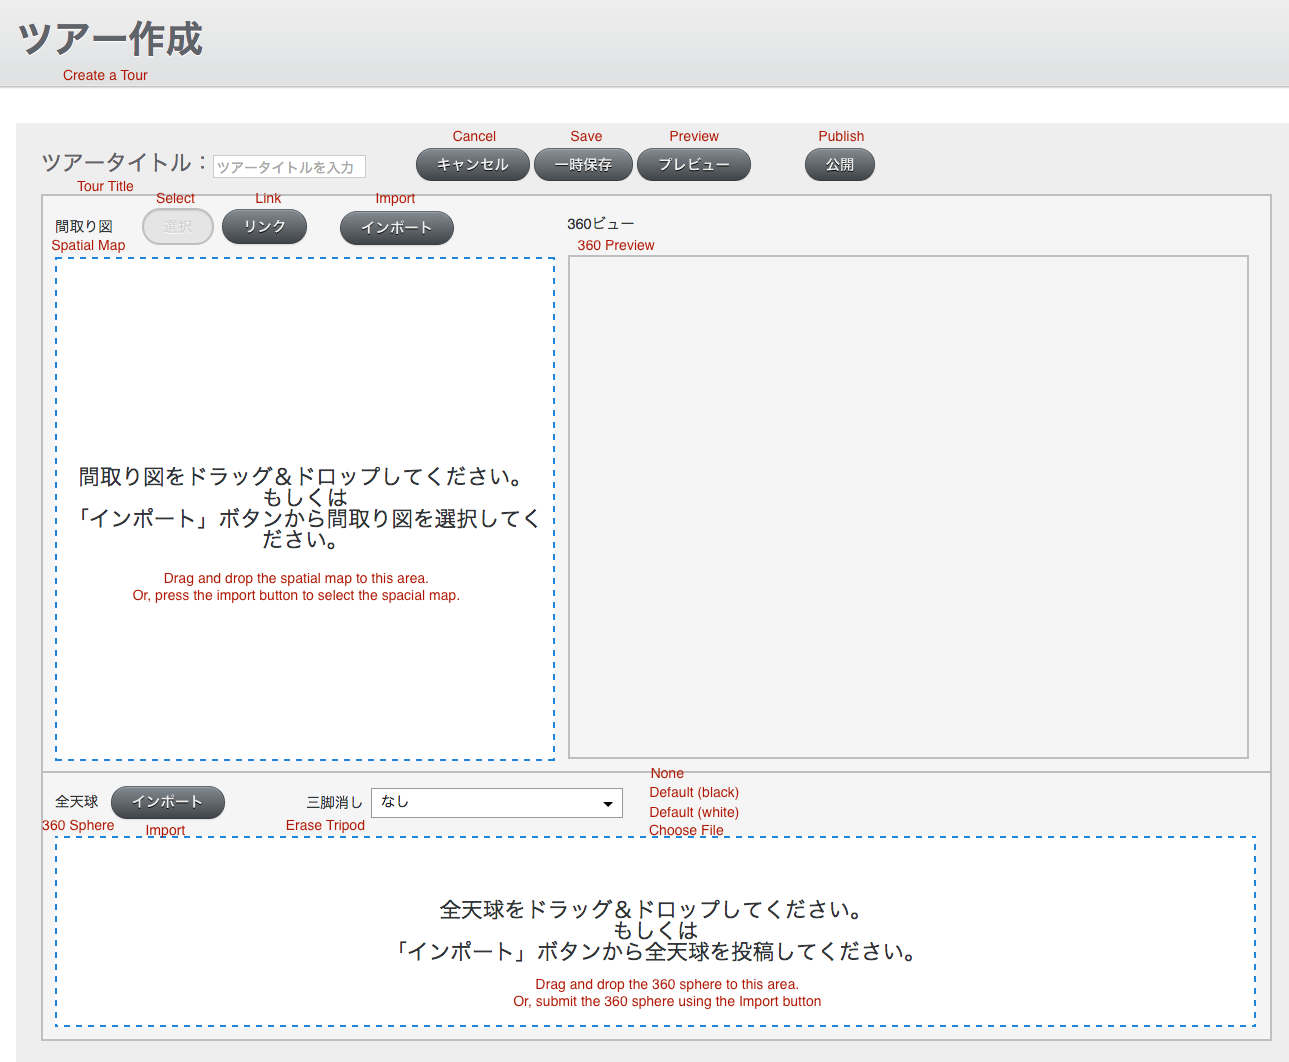 ツアー作成
Create a Tour
Cancel
Save
Preview
Publish
ツアータイトル：
ツアータイトルを入力
キャンセル
一時保存
プレビュー
公開
Tour Title
Select
Link
Import
間取り図
選択
リンク
インポート
360ビュー
Spatial Map
360 Preview
間取り図をドラッグ＆ドロップしてください。
もしくは
「インポート」ボタンから間取り図を選択してく
ださい。
Drag and drop the spatial map to this area.
Or, press the import button to select the spacial map.
全天球
インポート
三脚消し
なし
360 Sphere
Import
Erase Tripod
None
Default (black)
Default (white)
Choose File
全天球をドラッグ＆ドロップしてください。
もしくは
「インポート」ボタンから全天球を投稿してください。
Drag and drop the 360 sphere to this area.
Or, submit the 360 sphere using the Import button